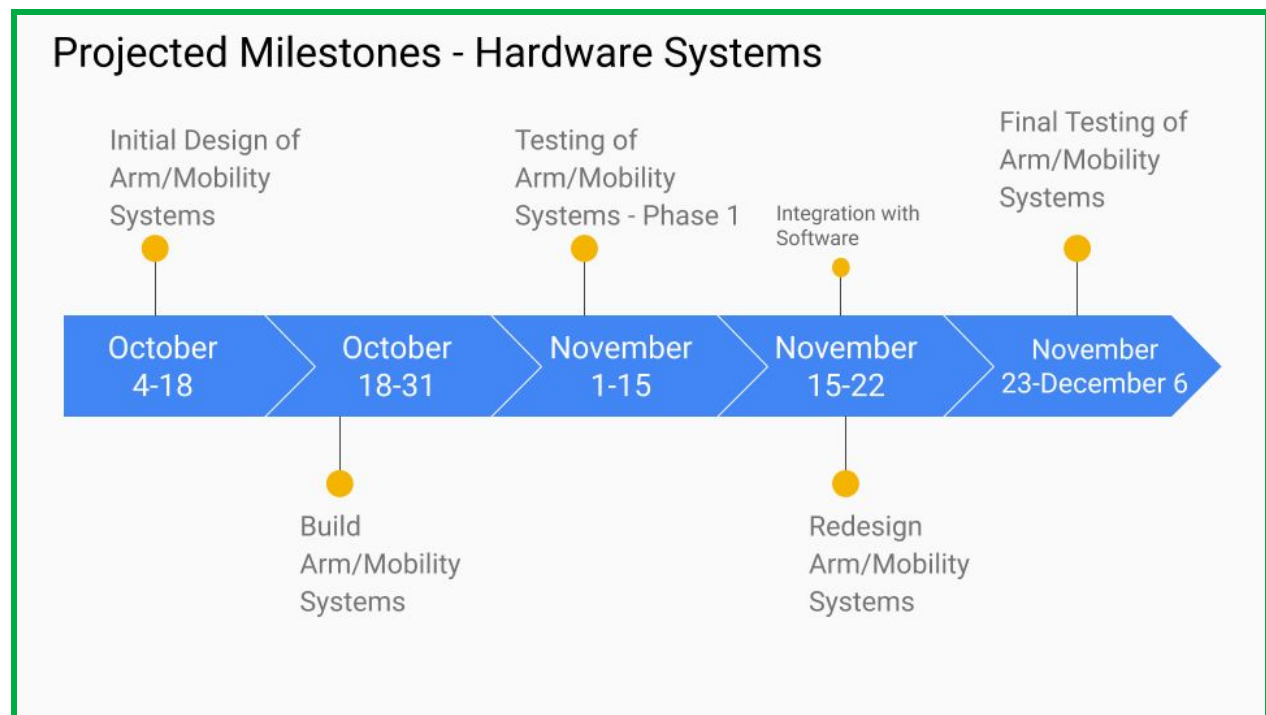 Projected Milestones - Hardware Systems
Initial Design of
Arm/Mobility
Systems
Testing of
Arm/Mobility
Systems - Phase 1
Integration with
Software
Final Testing of
Arm/Mobility
Systems
October
4-18
October
18-31
November
1-15
November
15-22
November
23-December 6
Build
Arm/Mobility
Systems
Redesign
Arm/Mobility
Systems